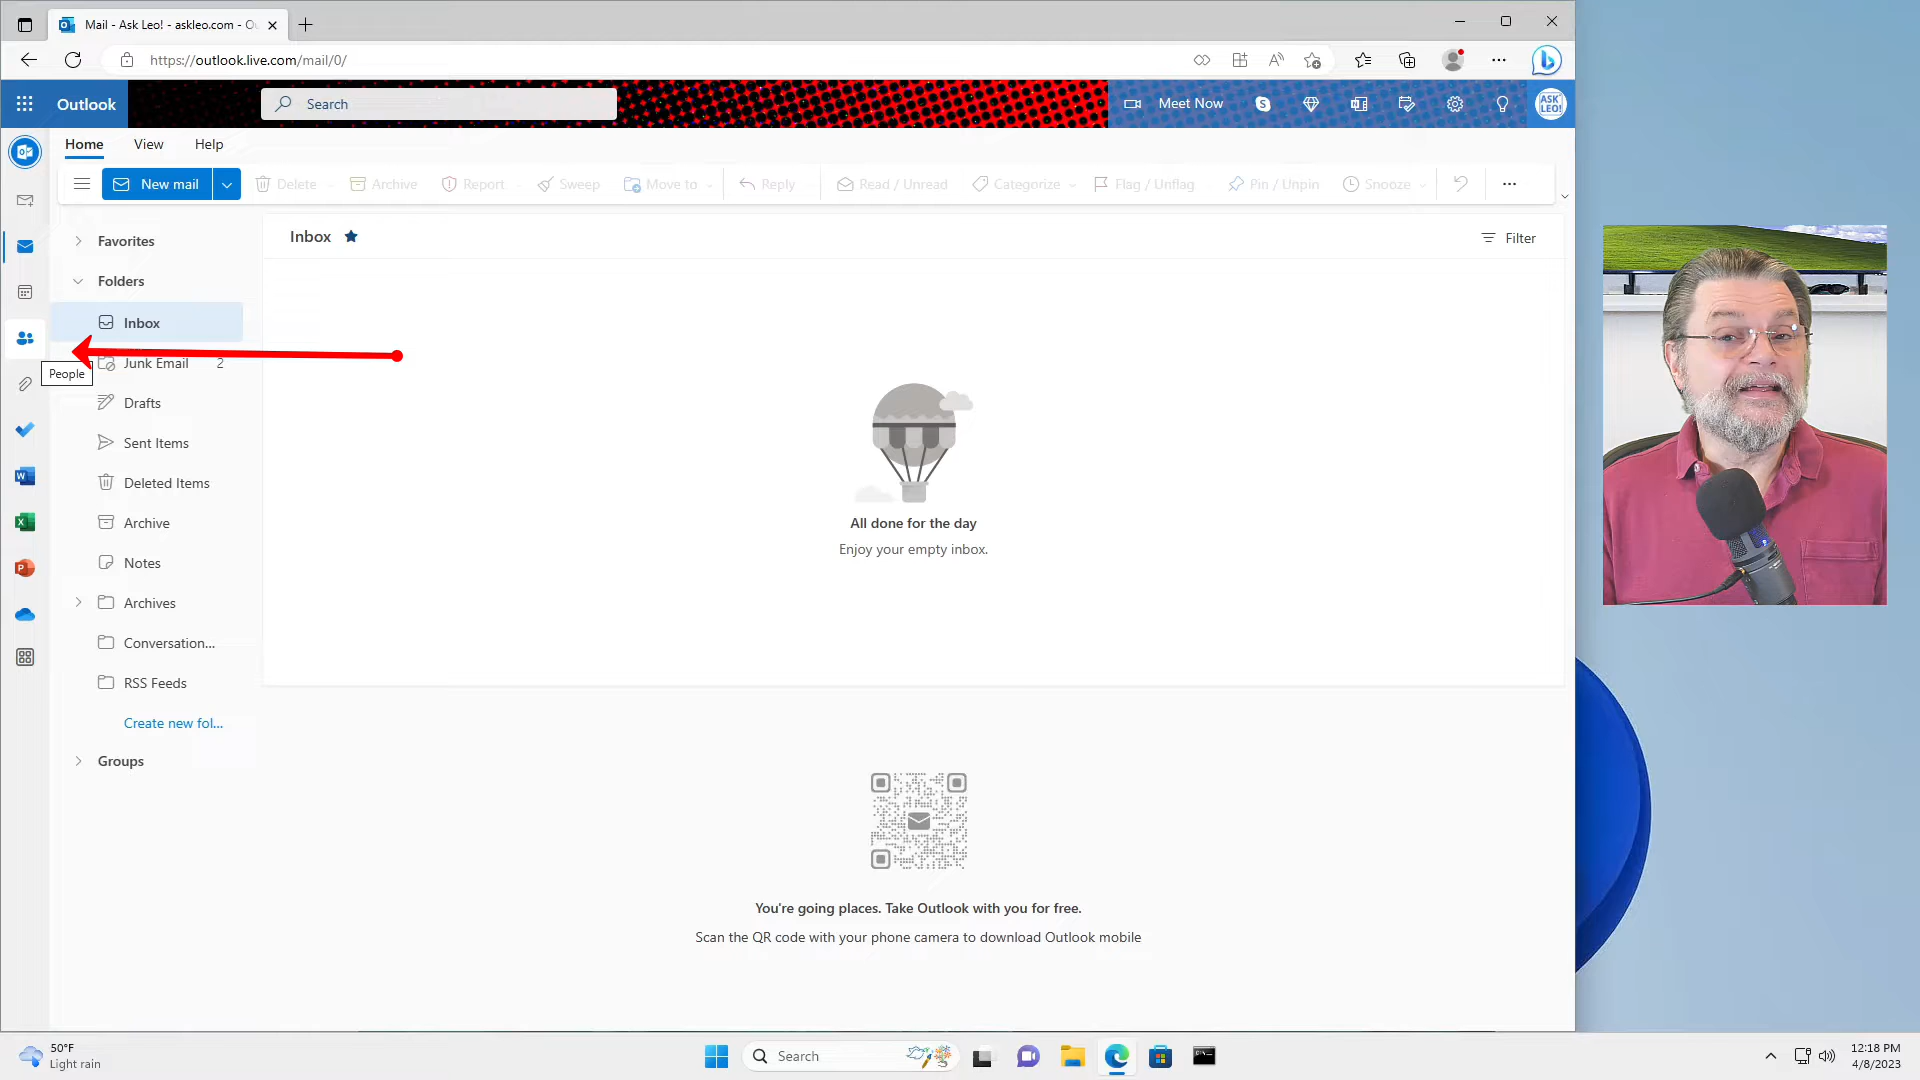 Mail - Ask Leo! - askleo.com - Ou
https://outlook.live.com/mail/0/
Outlook
Search
Meet Now
ASK LEO!
Home View Help
New mail Delete Archive Report Sweep Move to Reply Read / Unread Categorize Flag / Unflag Pin / Unpin Snooze
Favorites
Inbox
Filter
Folders
Inbox
Junk Email 2
People
Drafts
Sent Items
Deleted Items
Archive
Notes
Archives
Conversation...
RSS Feeds
Create new fol...
Groups
All done for the day
Enjoy your empty inbox.
You're going places. Take Outlook with you for free.
Scan the QR code with your phone camera to download Outlook mobile
50°F
Light rain
Search
12:18 PM
4/8/2023